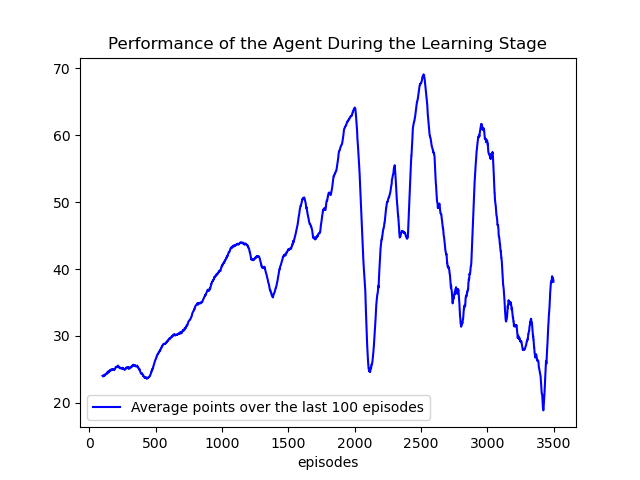 Performance of the Agent During the Learning Stage
70
60
50
40
30
20
Average points over the last 100 episodes
0 500 1000 1500 2000 2500 3000 3500
episodes